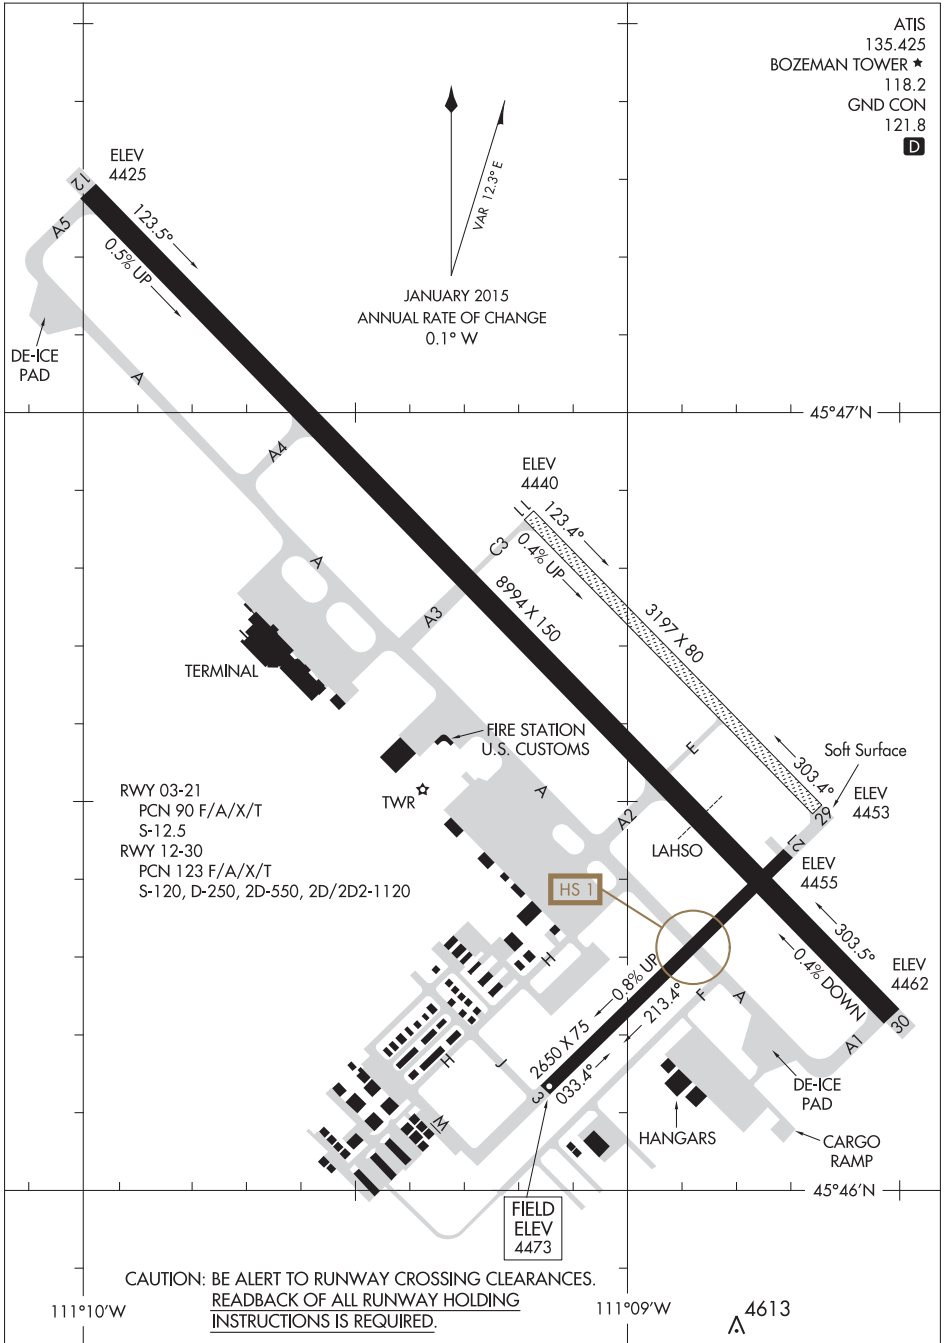 ATIS
135.425
BOZEMAN TOWER ★
118.2
GND CON
121.8
D
ELEV
4425
12
123.5°
0.5% UP
A5
VAR 12.3° E
JANUARY 2015
ANNUAL RATE OF CHANGE
0.1° W
DE-ICE
PAD
A
45°47'N
A4
ELEV
4440
11
123.4°
0.4% UP
C3
A
8994 X 150
A3
3197 X 80
TERMINAL
FIRE STATION
U.S. CUSTOMS
E
Soft Surface
303.4°
ELEV
4453
29
TWR
A
A2
RWY 03-21
PCN 90 F/A/X/T
S-12.5
RWY 12-30
PCN 123 F/A/X/T
S-120, D-250, 2D-550, 2D/2D2-1120
LAHSO
21
ELEV
4455
HS 1
303.5°
0.4% DOWN
ELEV
4462
30
H
0.8% UP
213.4°
F
A
A1
2650 X 75
033.4°
H
J
3
DE-ICE
PAD
W
HANGARS
CARGO
RAMP
45°46'N
FIELD
ELEV
4473
CAUTION: BE ALERT TO RUNWAY CROSSING CLEARANCES.
READBACK OF ALL RUNWAY HOLDING
INSTRUCTIONS IS REQUIRED.
111°10'W
111°09'W
4613